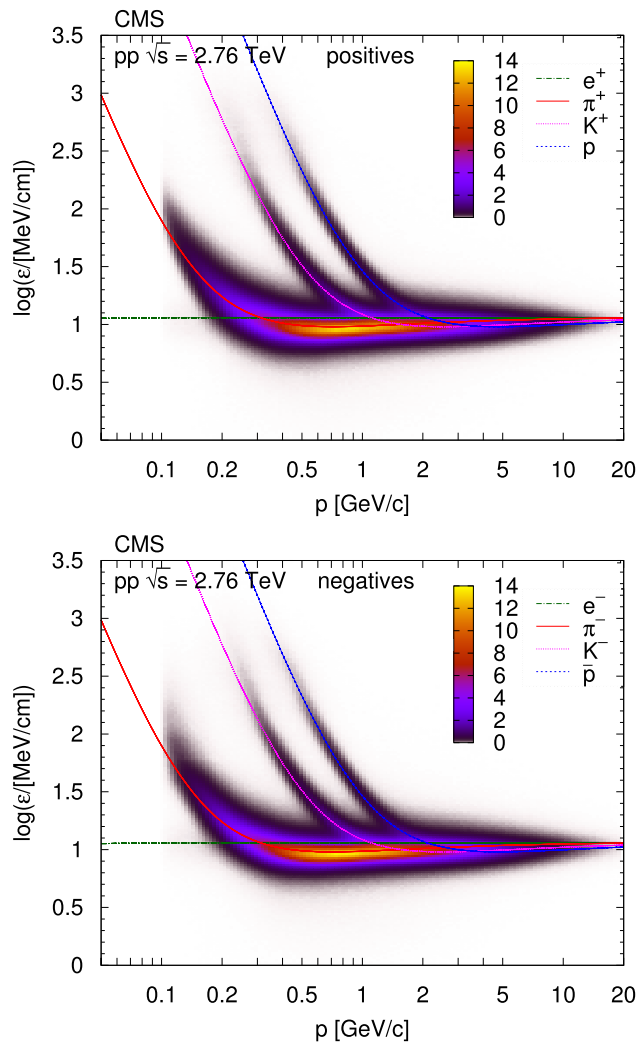 CMS
pp √s = 2.76 TeV positives
3.5
3
2.5
2
1.5
1
0.5
0
log(ε/[MeV/cm])
14
12
10
8
6
4
2
0
e⁺
π⁺
K⁺
p
0.1 0.2 0.5 1 2 5 10 20
p [GeV/c]
CMS
pp √s = 2.76 TeV negatives
3.5
3
2.5
2
1.5
1
0.5
0
log(ε/[MeV/cm])
14
12
10
8
6
4
2
0
e⁻
π⁻
K⁻
p̅
0.1 0.2 0.5 1 2 5 10 20
p [GeV/c]